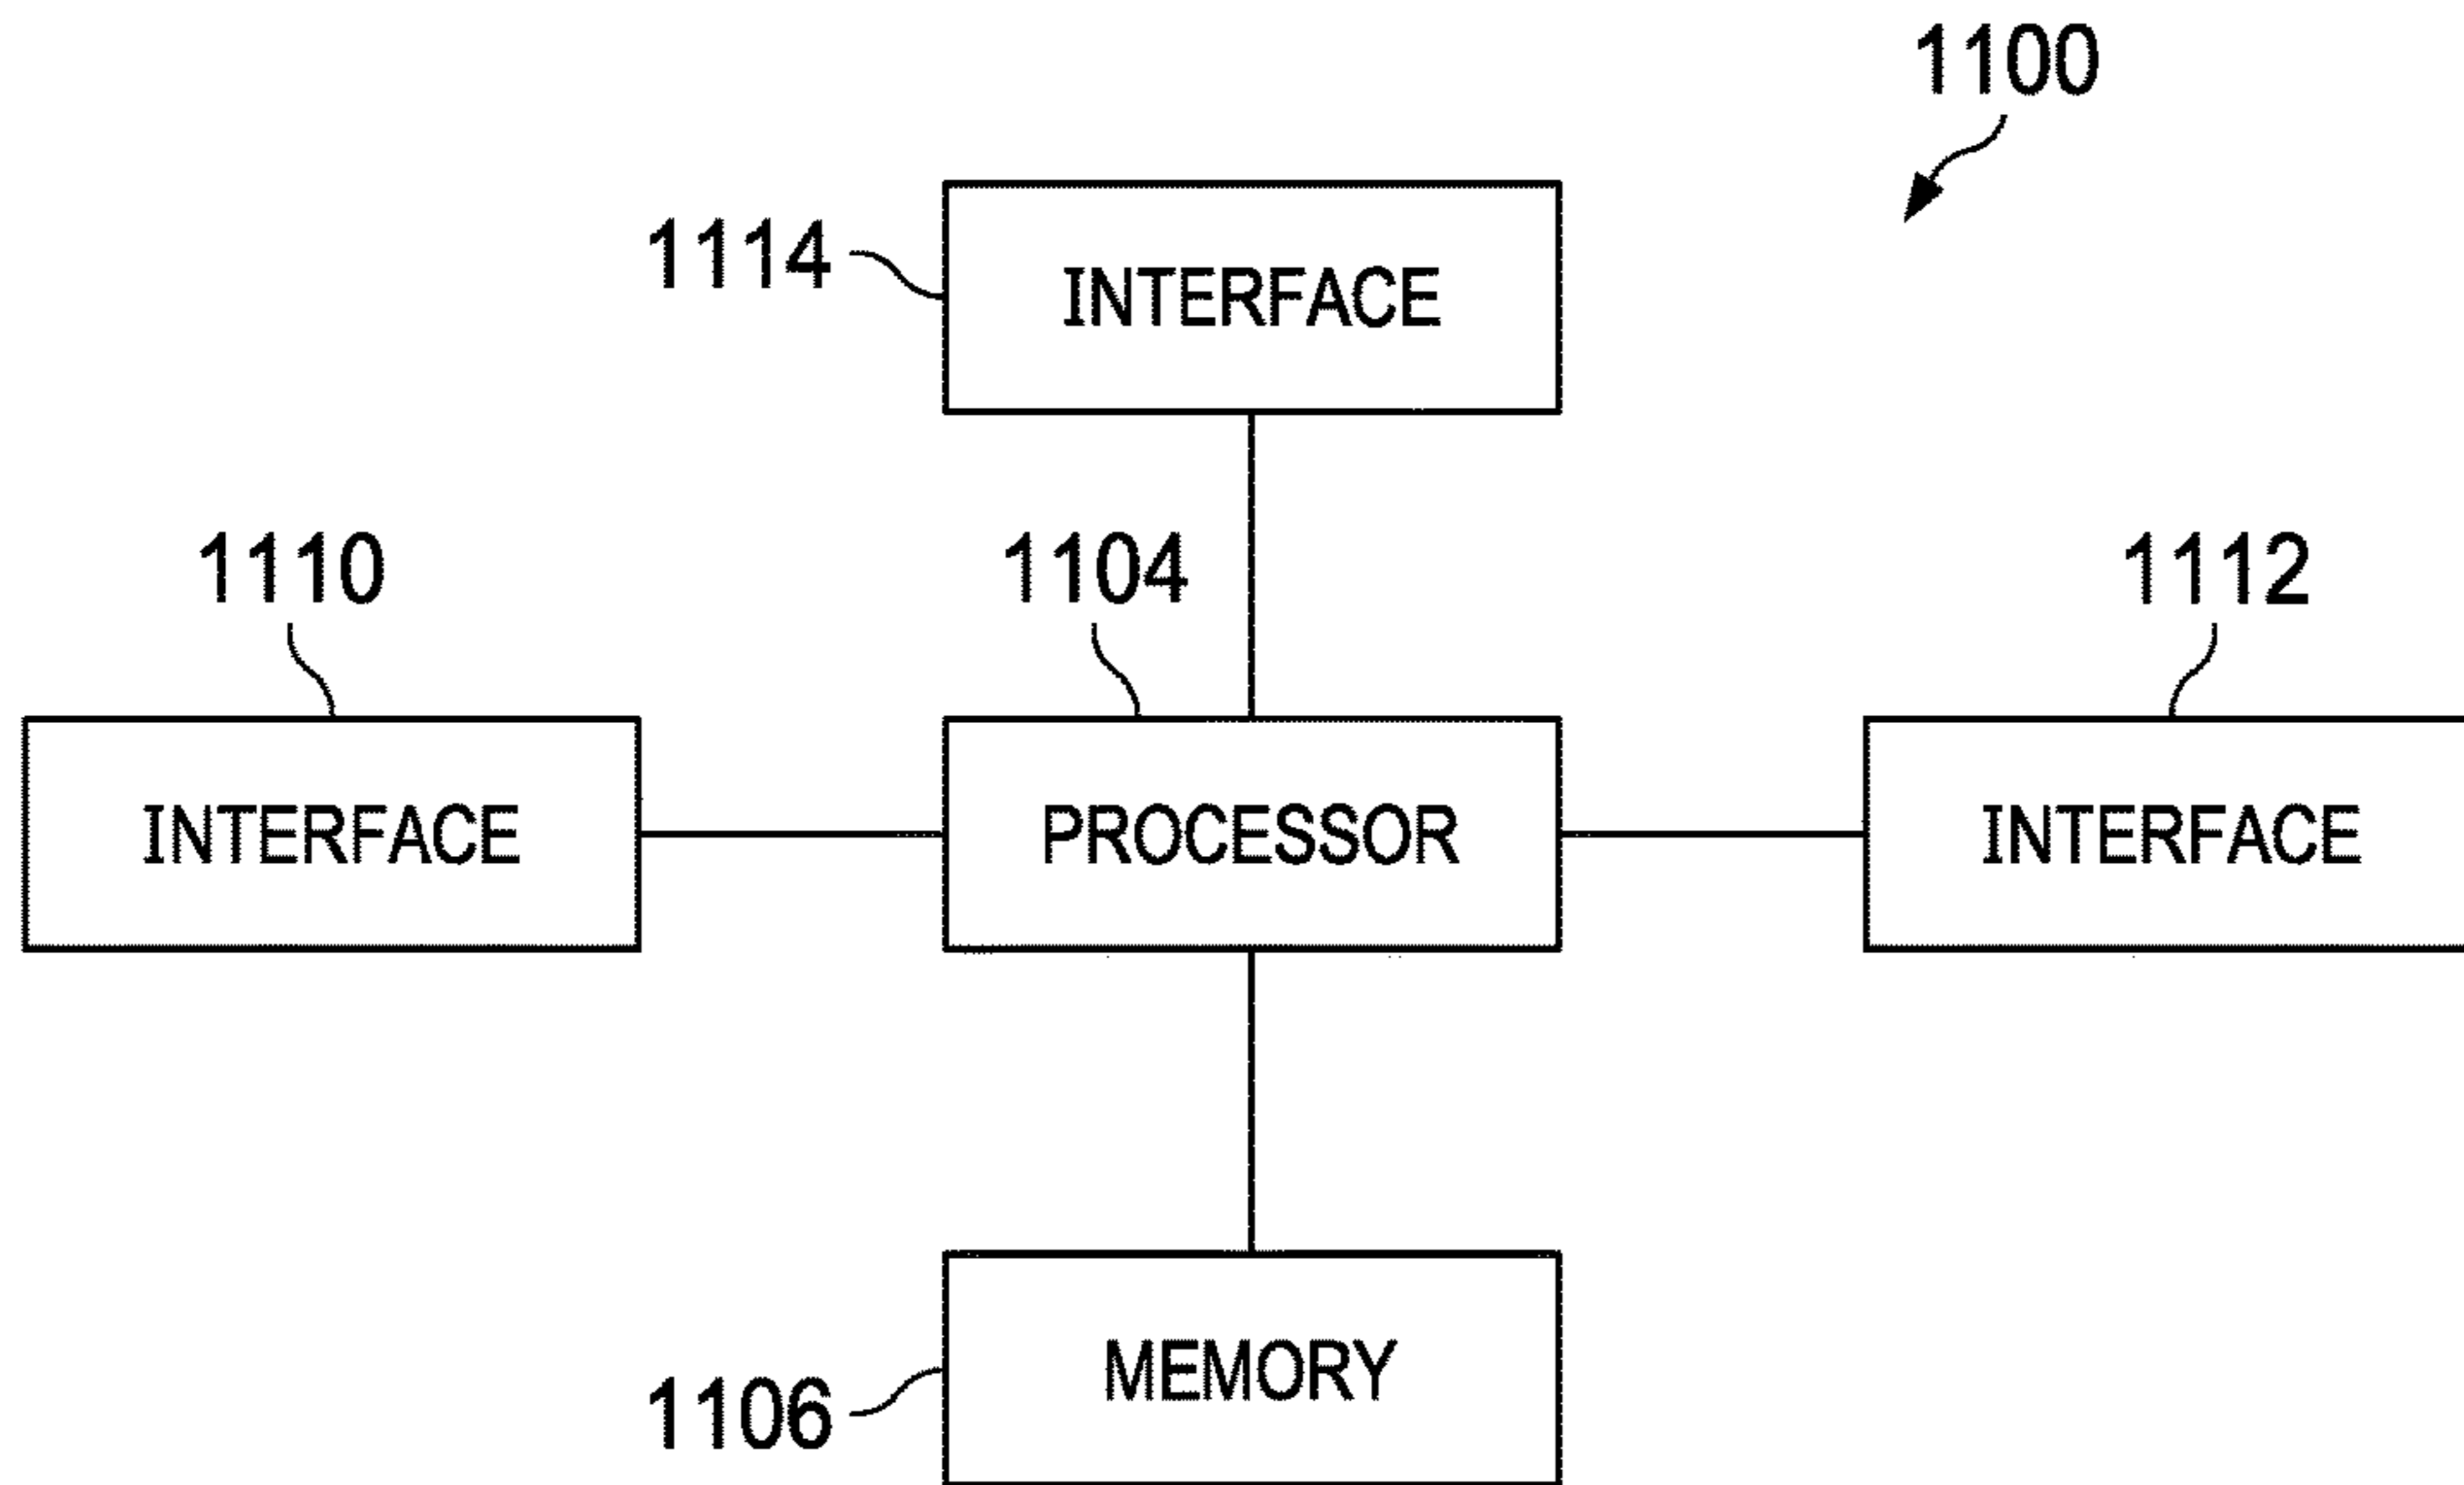 1100
1114
INTERFACE
1110
1104
1112
INTERFACE
PROCESSOR
INTERFACE
MEMORY
1106